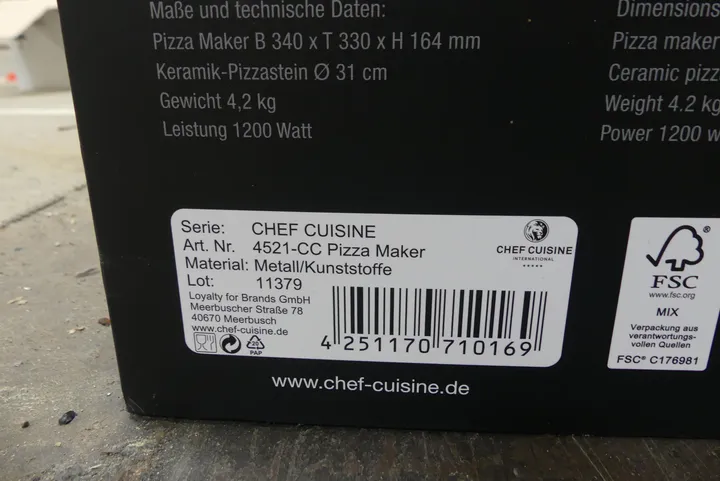 Maße und technische Daten:
Pizza Maker B 340 x T 330 x H 164 mm
Keramik-Pizzastein Ø 31 cm
Gewicht 4,2 kg
Leistung 1200 Watt
Dimensions
Pizza maker
Ceramic
Weight 4.2 kg
Power 1200
Serie: CHEF CUISINE
Art. Nr. 4521-CC Pizza Maker
Material: Metall/Kunststoffe
Lot: 11379
Loyalty for Brands GmbH
Meerbuscher Straße 78
40670 Meerbusch
www.chef-cuisine.de
20
PAP
CHEF CUISINE
INTERNATIONAL
4 251170 710169
FSC
www.fsc.org
MIX
Verpackung aus
verantwortungs-
vollen Quellen
FSC® C176981
www.chef-cuisine.de